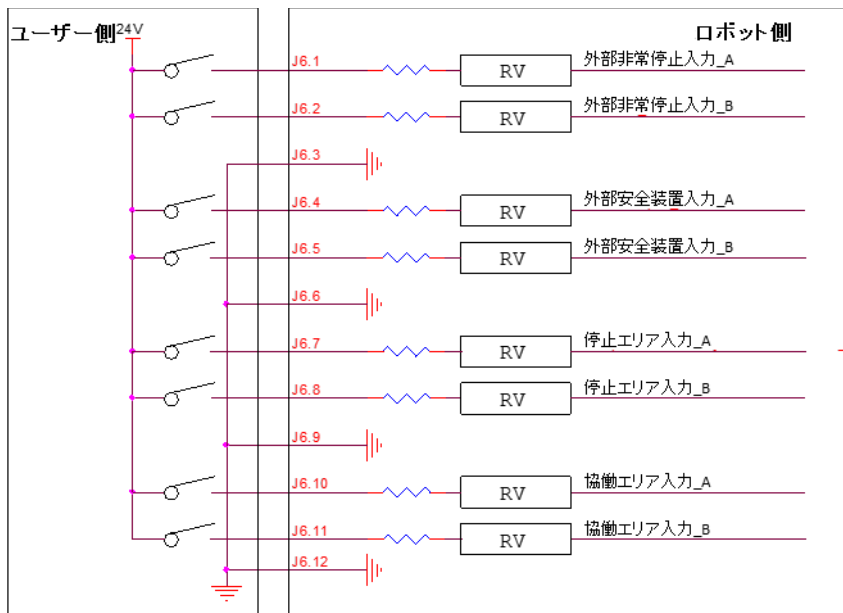 ユーザー側 24V ロボット側
J6.1 RV 外部非常停止入力_A
J6.2 RV 外部非常停止入力_B
J6.3
J6.4 RV 外部安全装置入力_A
J6.5 RV 外部安全装置入力_B
J6.6
J6.7 RV 停止エリア入力_A
J6.8 RV 停止エリア入力_B
J6.9
J6.10 RV 協働エリア入力_A
J6.11 RV 協働エリア入力_B
J6.12